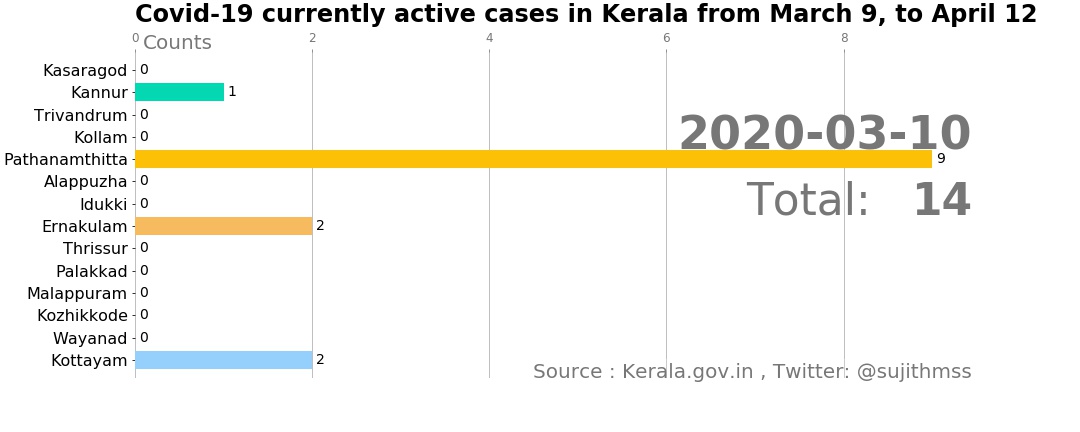 Covid-19 currently active cases in Kerala from March 9, to April 12
0 2 4 6 8
Counts
Kasaragod 0
Kannur 1
Trivandrum 0
2020-03-10
Kollam 0
Pathanamthitta 9
Alappuzha 0
Total: 14
Idukki 0
Ernakulam 2
Thrissur 0
Palakkad 0
Malappuram 0
Kozhikkode 0
Wayanad 0
Kottayam 2
Source : Kerala.gov.in , Twitter: @sujithmss